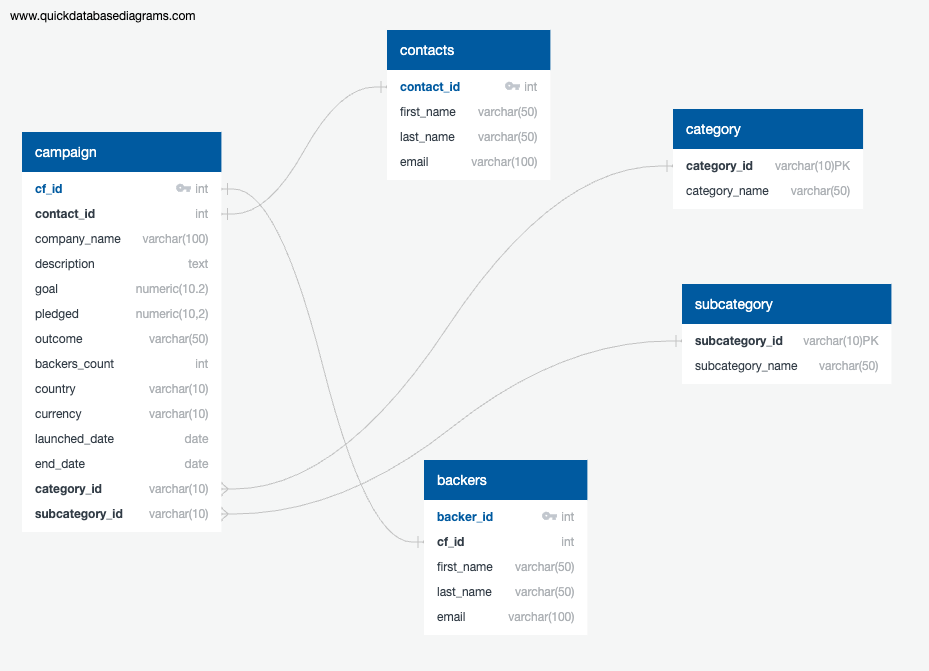 www.quickdatabasediagrams.com
contacts
contact_id int
first_name varchar(50)
last_name varchar(50)
email varchar(100)
category
category_id varchar(10)PK
category_name varchar(50)
campaign
cf_id int
contact_id int
company_name varchar(100)
description text
goal numeric(10.2)
pledged numeric(10,2)
outcome varchar(50)
backers_count int
country varchar(10)
currency varchar(10)
launched_date date
end_date date
category_id varchar(10)
subcategory_id varchar(10)
subcategory
subcategory_id varchar(10)PK
subcategory_name varchar(50)
backers
backer_id int
cf_id int
first_name varchar(50)
last_name varchar(50)
email varchar(100)